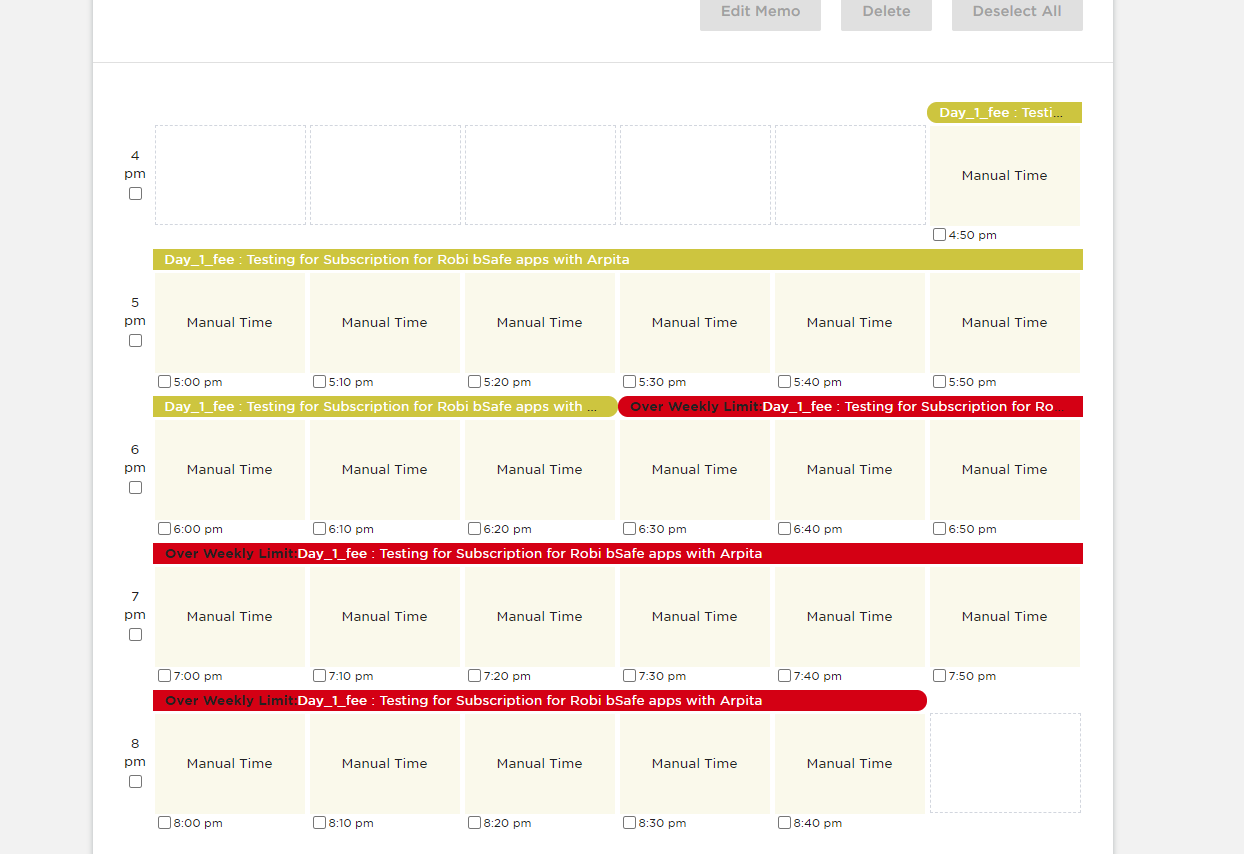 Edit Memo Delete Deselect All
Day_1_fee : Testi...
4
pm
Manual Time
4:50 pm
Day_1_fee : Testing for Subscription for Robi bSafe apps with Arpita
5
pm
Manual Time Manual Time Manual Time Manual Time Manual Time Manual Time
5:00 pm 5:10 pm 5:20 pm 5:30 pm 5:40 pm 5:50 pm
Day_1_fee : Testing for Subscription for Robi bSafe apps with ... Over Weekly Limit:Day_1_fee : Testing for Subscription for Ro...
6
pm
Manual Time Manual Time Manual Time Manual Time Manual Time Manual Time
6:00 pm 6:10 pm 6:20 pm 6:30 pm 6:40 pm 6:50 pm
Over Weekly Limit:Day_1_fee : Testing for Subscription for Robi bSafe apps with Arpita
7
pm
Manual Time Manual Time Manual Time Manual Time Manual Time Manual Time
7:00 pm 7:10 pm 7:20 pm 7:30 pm 7:40 pm 7:50 pm
Over Weekly Limit:Day_1_fee : Testing for Subscription for Robi bSafe apps with Arpita
8
pm
Manual Time Manual Time Manual Time Manual Time Manual Time
8:00 pm 8:10 pm 8:20 pm 8:30 pm 8:40 pm